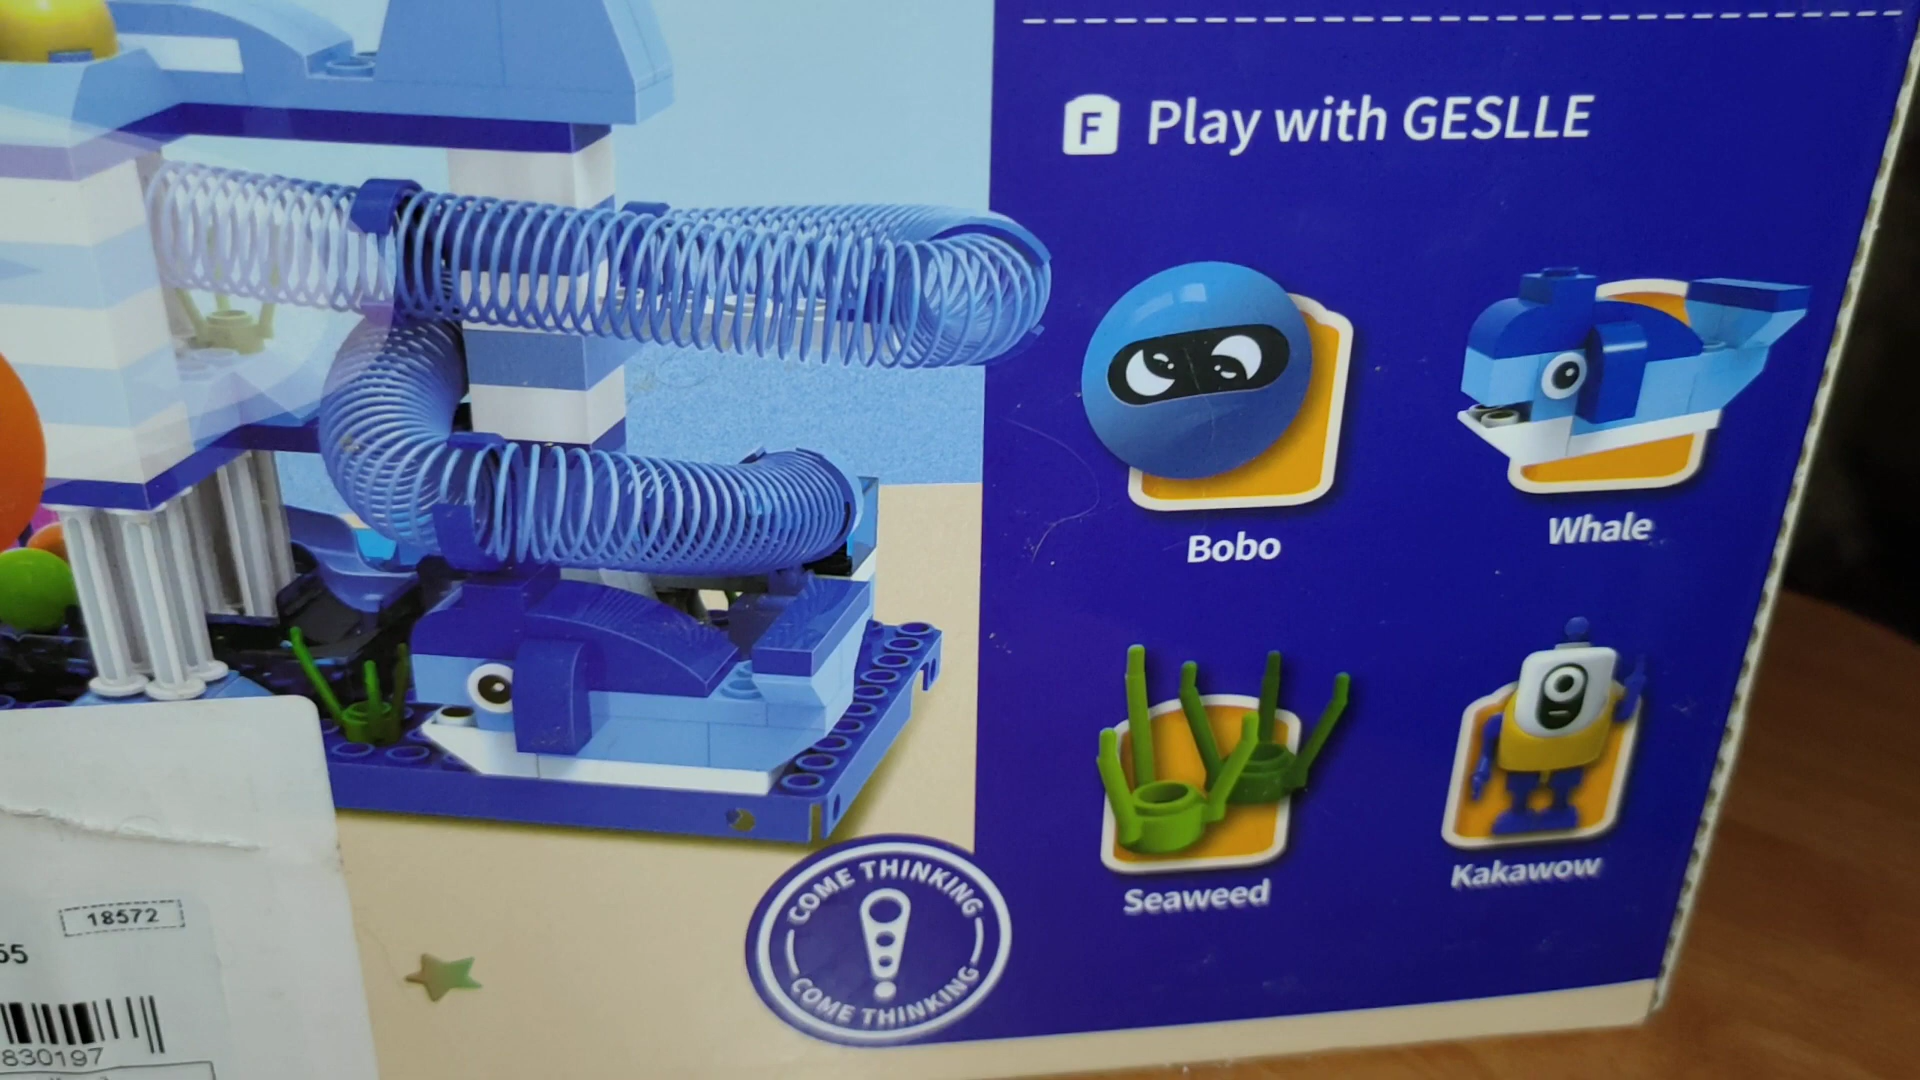 F Play with GESLLE
Bobo
Whale
Seaweed
Kakawow
COME THINKING
COME THINKING
18572
55
830197